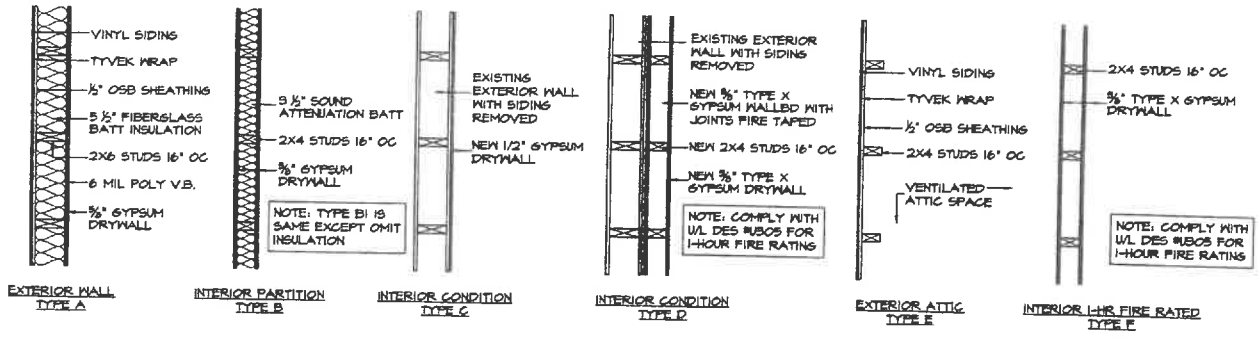 VINYL SIDING
TYVEK WRAP
½" OSB SHEATHING
5 ½" FIBERGLASS
BATT INSULATION
2X6 STUDS 16" OC
6 MIL POLY V.B.
⅝" GYPSUM
DRYWALL
EXTERIOR WALL
TYPE A
3 ½" SOUND
ATTENUATION BATT
2X4 STUDS 16" OC
⅝" GYPSUM
DRYWALL
NOTE: TYPE B1 IS
SAME EXCEPT OMIT
INSULATION
INTERIOR PARTITION
TYPE B
EXISTING
EXTERIOR WALL
WITH SIDING
REMOVED
NEW 1/2" GYPSUM
DRYWALL
INTERIOR CONDITION
TYPE C
EXISTING EXTERIOR
WALL WITH SIDING
REMOVED
NEW ⅝" TYPE X
GYPSUM WALLBD WITH
JOINTS FIRE TAPED
NEW 2X4 STUDS 16" OC
NEW ⅝" TYPE X
GYPSUM DRYWALL
NOTE: COMPLY WITH
U/L DES #U305 FOR
1-HOUR FIRE RATING
INTERIOR CONDITION
TYPE D
VINYL SIDING
TYVEK WRAP
½" OSB SHEATHING
2X4 STUDS 16" OC
VENTILATED
ATTIC SPACE
EXTERIOR ATTIC
TYPE E
2X4 STUDS 16" OC
⅝" TYPE X GYPSUM
DRYWALL
NOTE: COMPLY WITH
U/L DES #U305 FOR
1-HOUR FIRE RATING
INTERIOR 1-HR FIRE RATED
TYPE F